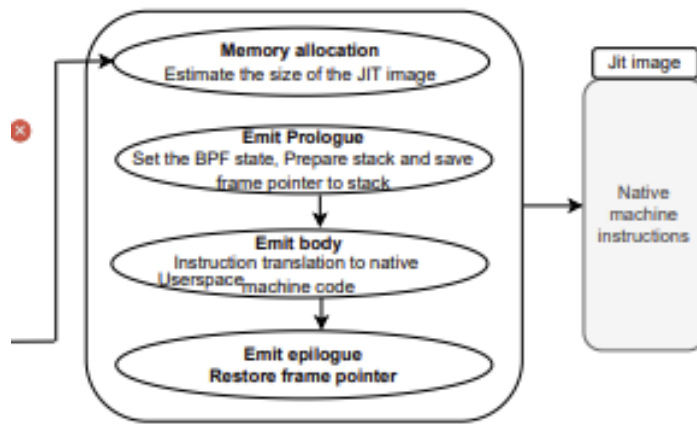 Memory allocation
Estimate the size of the JIT image
Emit Prologue
Set the BPF state, Prepare stack and save
frame pointer to stack
Emit body
Instruction translation to native
Userspace
machine code
Emit epilogue
Restore frame pointer
Jit image
Native
machine
instructions